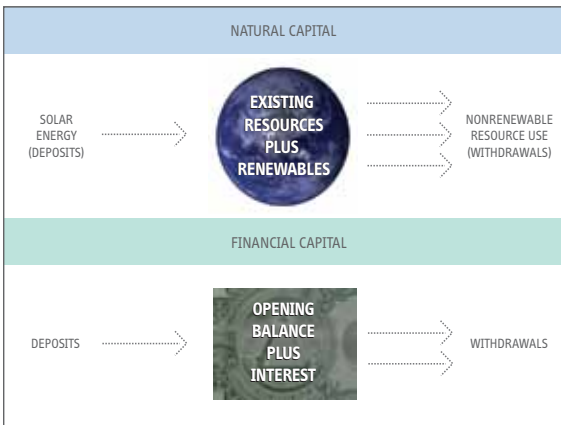 NATURAL CAPITAL
SOLAR
ENERGY
(DEPOSITS)
EXISTING
RESOURCES
PLUS
RENEWABLES
NONRENEWABLE
RESOURCE USE
(WITHDRAWALS)
FINANCIAL CAPITAL
DEPOSITS
OPENING
BALANCE
PLUS
INTEREST
WITHDRAWALS